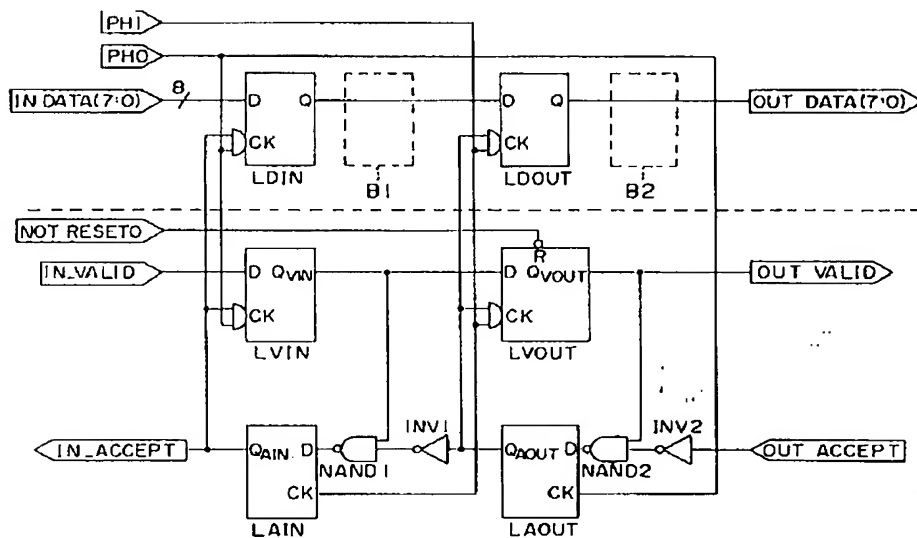 PHI
PHO
IN DATA(7:0)
8
D Q
CK
LDIN
B1
D Q
CK
LDOUT
B2
OUT DATA(7:0)
NOT RESETO
IN_VALID
D QVIN
CK
LVIN
R
D QVOUT
CK
LVOUT
OUT VALID
IN_ACCEPT
QAIN. D
CK
LAIN
NAND1
INV1
QAOUT D
CK
LAOUT
NAND2
INV2
OUT ACCEPT